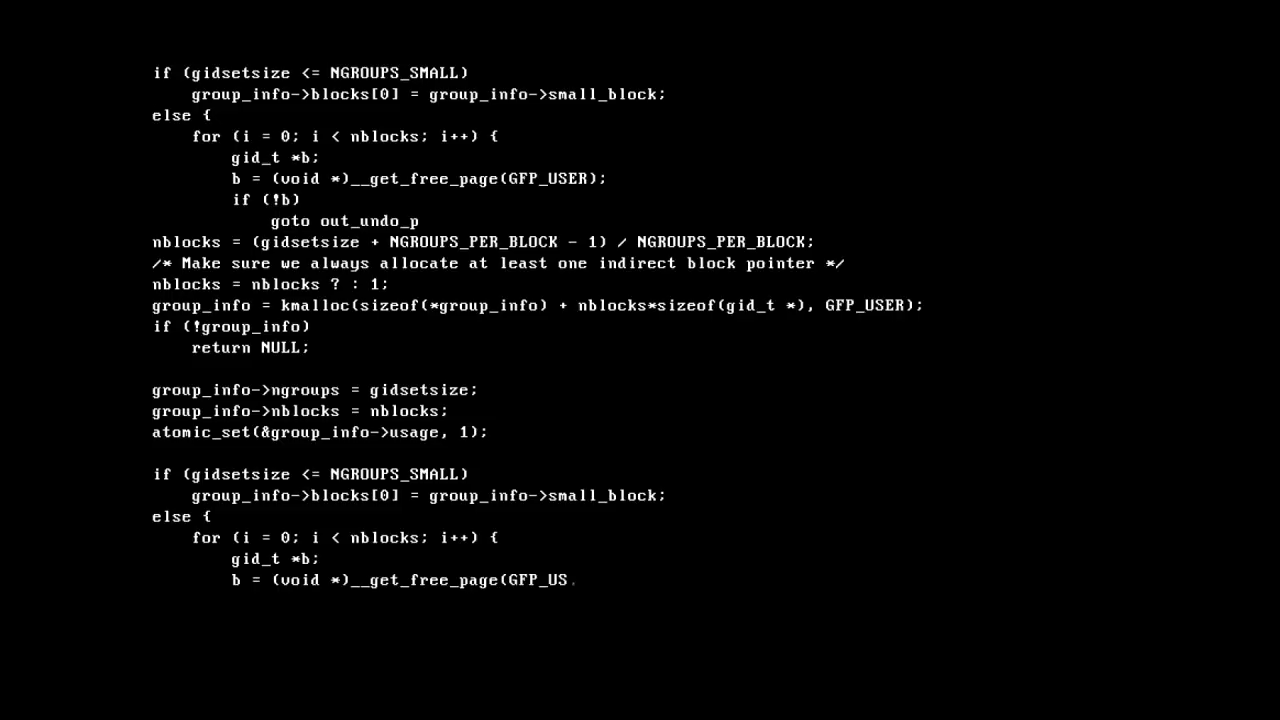 if (gidsetsize <= NGROUPS_SMALL)
group_info->blocks[0] = group_info->small_block;
else {
for (i = 0; i < nblocks; i++) {
gid_t *b;
b = (void *)__get_free_page(GFP_USER);
if (!b)
goto out_undo_p
nblocks = (gidsetsize + NGROUPS_PER_BLOCK - 1) / NGROUPS_PER_BLOCK;
/* Make sure we always allocate at least one indirect block pointer */
nblocks = nblocks ? : 1;
group_info = kmalloc(sizeof(*group_info) + nblocks*sizeof(gid_t *), GFP_USER);
if (!group_info)
return NULL;
group_info->ngroups = gidsetsize;
group_info->nblocks = nblocks;
atomic_set(&group_info->usage, 1);
if (gidsetsize <= NGROUPS_SMALL)
group_info->blocks[0] = group_info->small_block;
else {
for (i = 0; i < nblocks; i++) {
gid_t *b;
b = (void *)__get_free_page(GFP_US